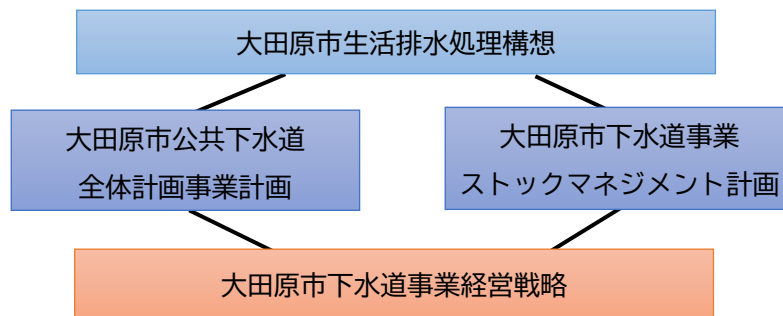 大田原市生活排水処理構想
大田原市公共下水道
全体計画事業計画
大田原市下水道事業
ストックマネジメント計画
大田原市下水道事業経営戦略